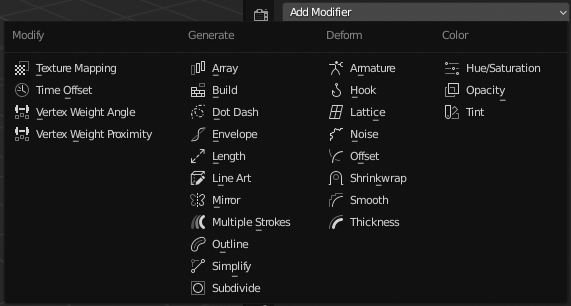 Add Modifier
Modify
Texture Mapping
Time Offset
Vertex Weight Angle
Vertex Weight Proximity
Generate
Array
Build
Dot Dash
Envelope
Length
Line Art
Mirror
Multiple Strokes
Outline
Simplify
Subdivide
Deform
Armature
Hook
Lattice
Noise
Offset
Shrinkwrap
Smooth
Thickness
Color
Hue/Saturation
Opacity
Tint